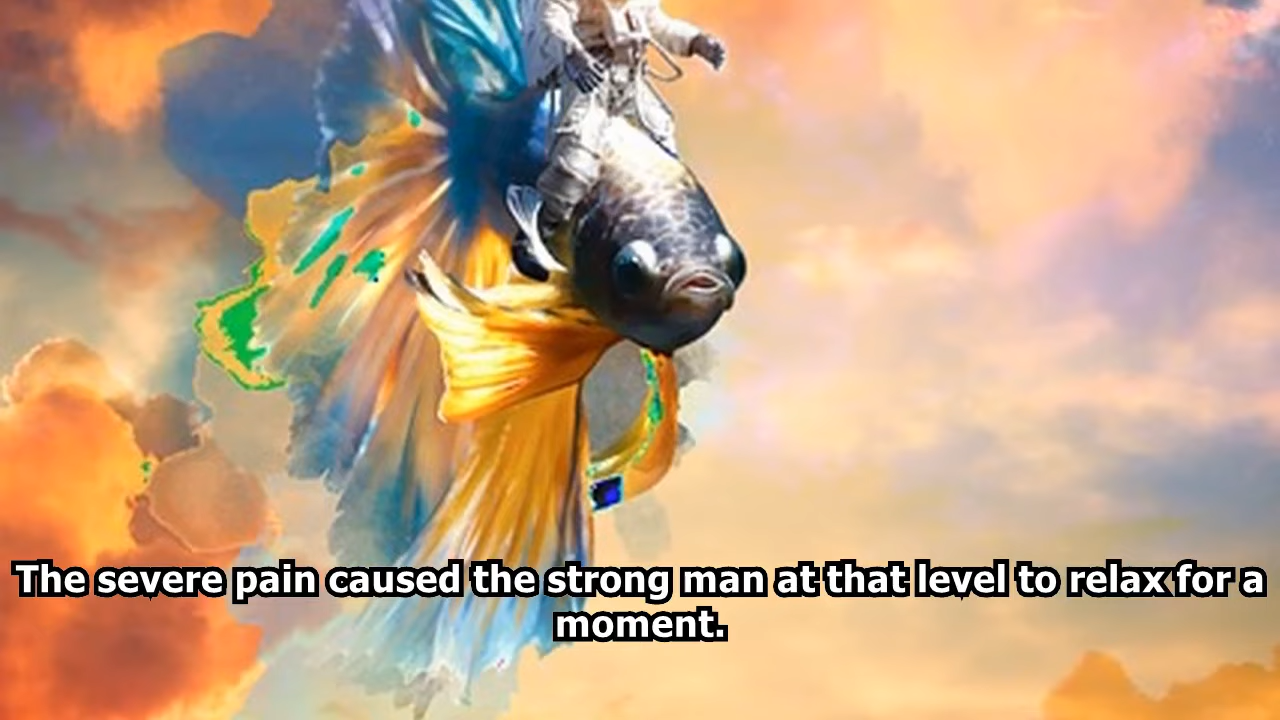 The severe pain caused the strong man at that level to relax for a
moment.